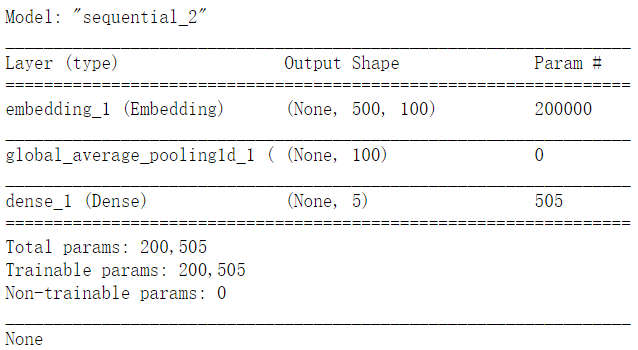 Model: "sequential_2"
Layer (type) Output Shape Param #
embedding_1 (Embedding) (None, 500, 100) 200000
global_average_pooling1d_1 ( (None, 100) 0
dense_1 (Dense) (None, 5) 505
Total params: 200,505
Trainable params: 200,505
Non-trainable params: 0
None